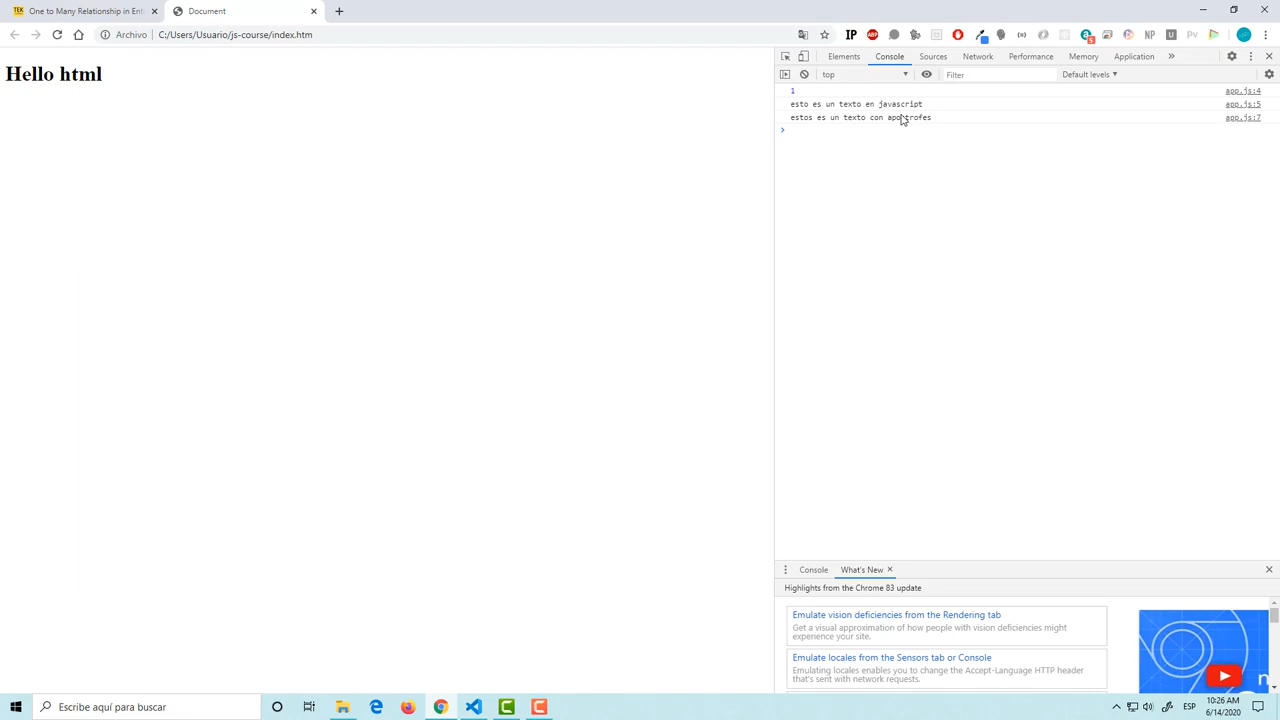 One to Many Relationship in Ent
Document
Archivo
C:/Users/Usuario/js-course/index.htm
IP
ABP
NP
Pv
Hello html
Elements
Console
Sources
Network
Performance
Memory
Application
top
Filter
Default levels
1
app.js:4
esto es un texto en javascript
app.js:5
estos es un texto con apostrofes
app.js:7
Console
What's New
Highlights from the Chrome 83 update
Emulate vision deficiencies from the Rendering tab
Get a visual approximation of how people with vision deficiencies might
experience your site.
Emulate locales from the Sensors tab or Console
Emulating locales enables you to change the Accept-Language HTTP header
that's sent with network requests.
Escribe aquí para buscar
ESP
10:26 AM
6/14/2020